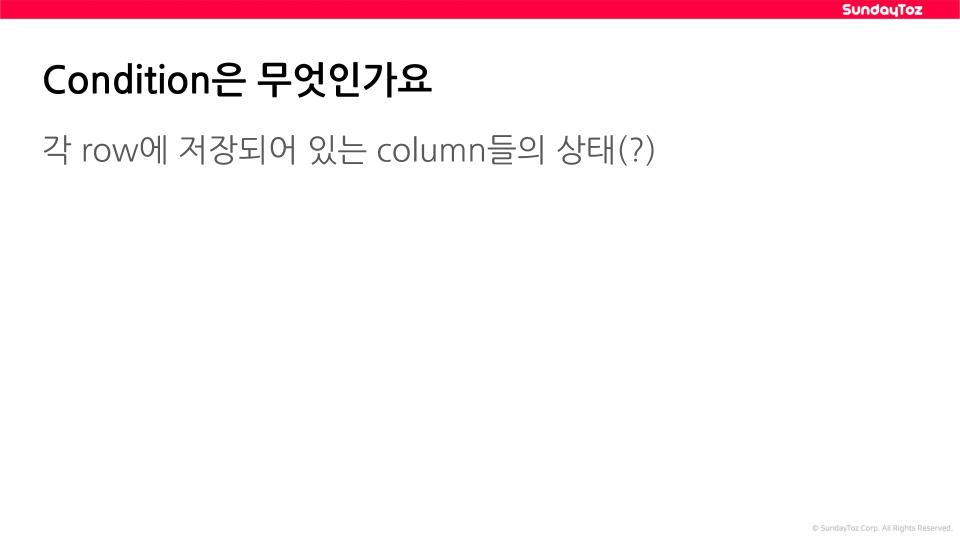 SundayToz
Condition은 무엇인가요
각 row에 저장되어 있는 column들의 상태(?)
© SundayToz Corp. All Rights Reserved.